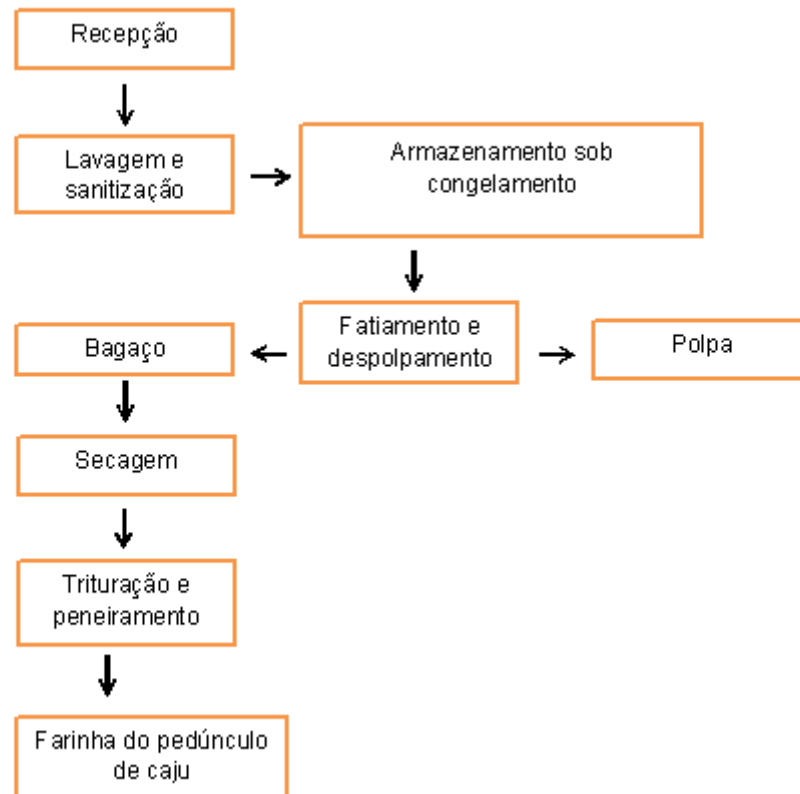 Recepção
Lavagem e
sanitização
Armazenamento sob
congelamento
Fatiamento e
despolpamento
Polpa
Bagaço
Secagem
Trituração e
peneiramento
Farinha do pedúnculo
de caju